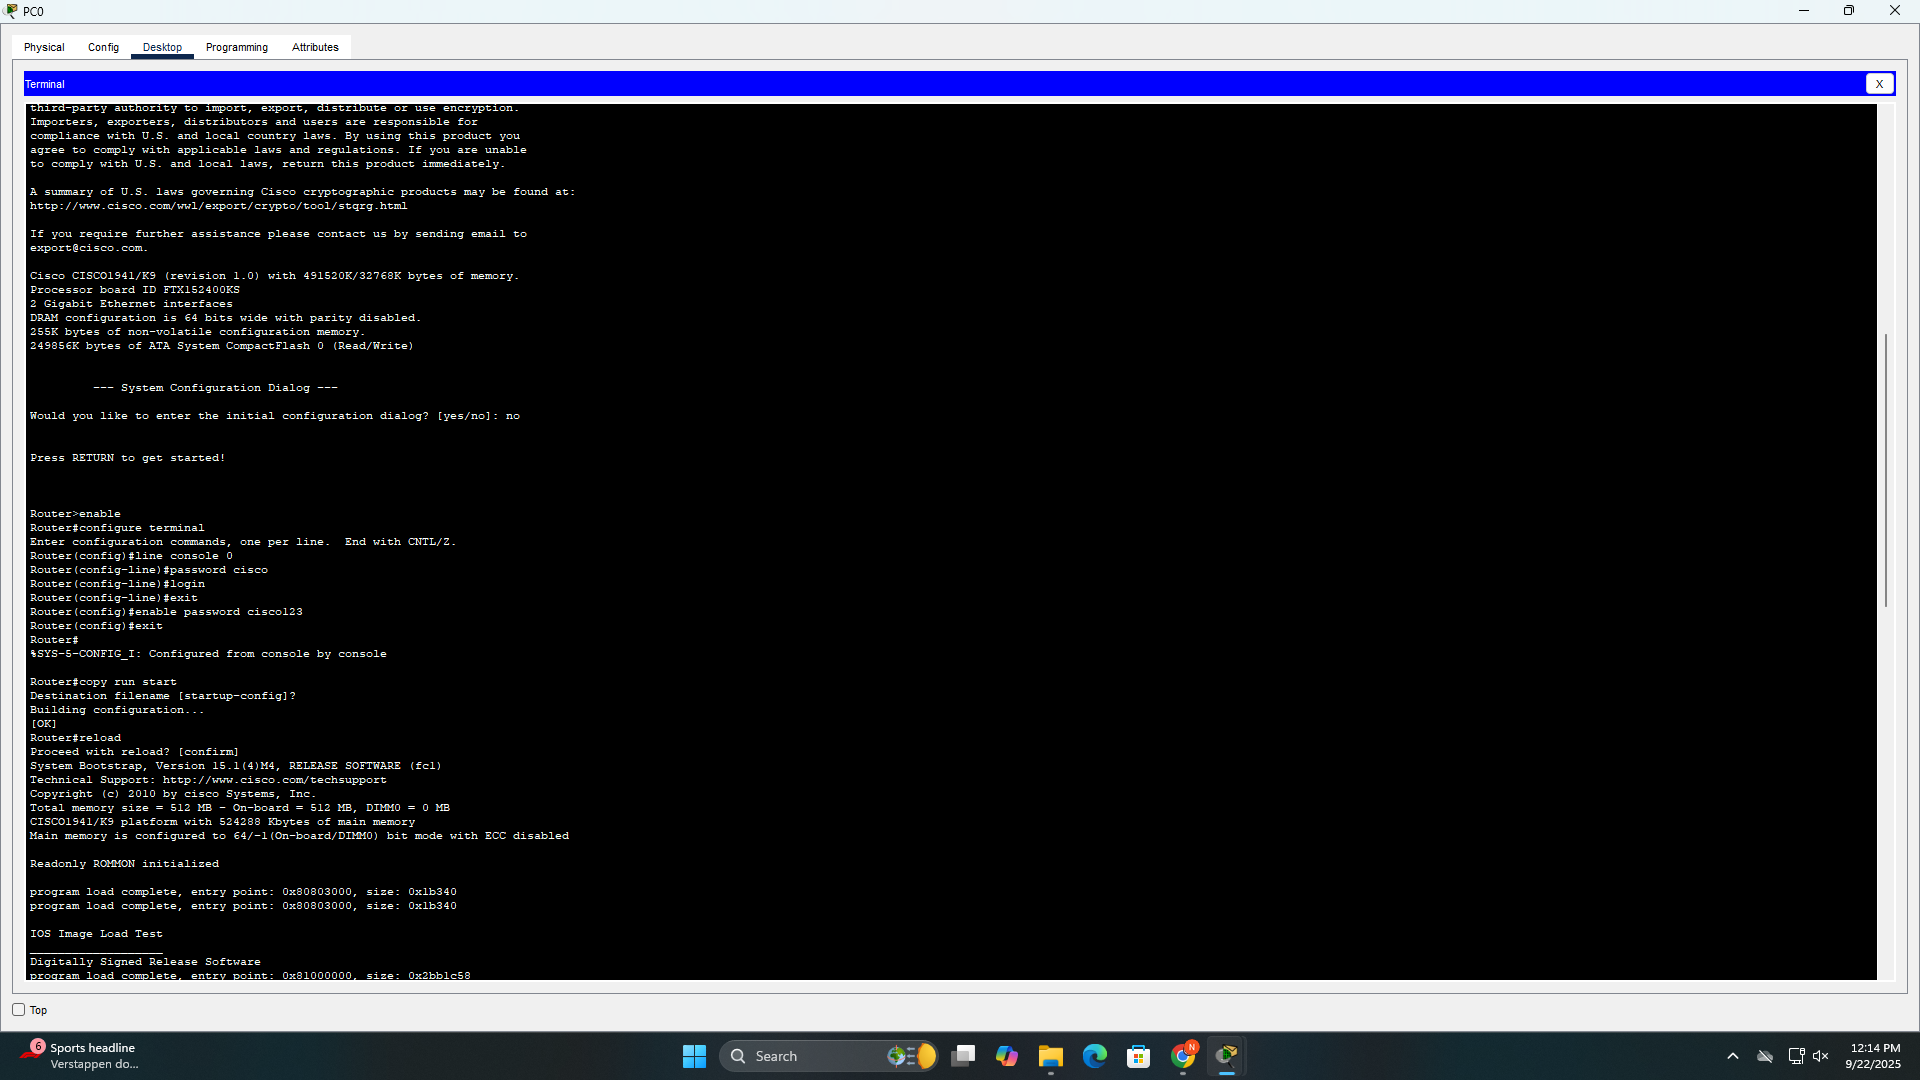 PC0
Physical Config Desktop Programming Attributes
Terminal
X
third-party authority to import, export, distribute or use encryption.
Importers, exporters, distributors and users are responsible for
compliance with U.S. and local country laws. By using this product you
agree to comply with applicable laws and regulations. If you are unable
to comply with U.S. and local laws, return this product immediately.
A summary of U.S. laws governing Cisco cryptographic products may be found at:
http://www.cisco.com/wwl/export/crypto/tool/stqrg.html
If you require further assistance please contact us by sending email to
export@cisco.com.
Cisco CISCO1941/K9 (revision 1.0) with 491520K/32768K bytes of memory.
Processor board ID FTX152400KS
2 Gigabit Ethernet interfaces
DRAM configuration is 64 bits wide with parity disabled.
255K bytes of non-volatile configuration memory.
249856K bytes of ATA System CompactFlash 0 (Read/Write)
--- System Configuration Dialog ---
Would you like to enter the initial configuration dialog? [yes/no]: no
Press RETURN to get started!
Router>enable
Router#configure terminal
Enter configuration commands, one per line.  End with CNTL/Z.
Router(config)#line console 0
Router(config-line)#password cisco
Router(config-line)#login
Router(config-line)#exit
Router(config)#enable password cisco123
Router(config)#exit
Router#
%SYS-5-CONFIG_I: Configured from console by console
Router#copy run start
Destination filename [startup-config]?
Building configuration...
[OK]
Router#reload
Proceed with reload? [confirm]
System Bootstrap, Version 15.1(4)M4, RELEASE SOFTWARE (fc1)
Technical Support: http://www.cisco.com/techsupport
Copyright (c) 2010 by cisco Systems, Inc.
Total memory size = 512 MB - On-board = 512 MB, DIMM0 = 0 MB
CISCO1941/K9 platform with 524288 Kbytes of main memory
Main memory is configured to 64/-1(On-board/DIMM0) bit mode with ECC disabled
Readonly ROMMON initialized
program load complete, entry point: 0x80803000, size: 0x1b340
program load complete, entry point: 0x80803000, size: 0x1b340
IOS Image Load Test
___________________
Digitally Signed Release Software
program load complete, entry point: 0x81000000, size: 0x2bb1c58
Top
6
Sports headline
Verstappen do...
Search
N
12:14 PM
9/22/2025